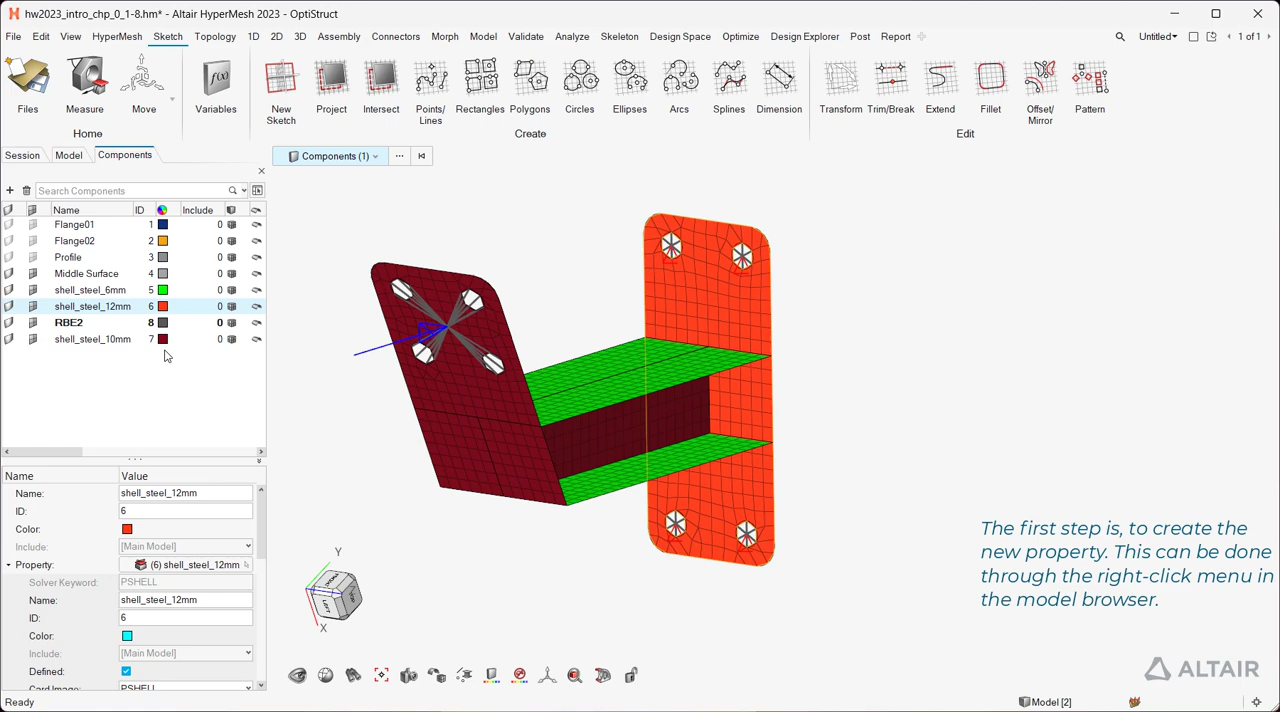 hw2023_intro_chp_0_1-8.hm* - Altair HyperMesh 2023 - OptiStruct
File Edit View HyperMesh Sketch Topology 1D 2D 3D Assembly Connectors Morph Model Validate Analyze Skeleton Design Space Optimize Design Explorer Post Report Untitled 1 of 1
Files Measure Move Variables New Sketch Project Intersect Points/ Lines Rectangles Polygons Circles Ellipses Arcs Splines Dimension Transform Trim/Break Extend Fillet Offset/ Mirror Pattern
Home Create Edit
Session Model Components
Components (1)
Search Components
Name ID Include
Flange01 1 0
Flange02 2 0
Profile 3 0
Middle Surface 4 0
shell_steel_6mm 5 0
shell_steel_12mm 6 0
RBE2 8 0
shell_steel_10mm 7 0
Name Value
Name: shell_steel_12mm
ID: 6
Color:
Include: [Main Model]
Property: (6) shell_steel_12mm
Solver Keyword: PSHELL
Name: shell_steel_12mm
ID: 6
Color:
Include: [Main Model]
Defined:
Card Image: PSHELL
Y
X
LEFT
The first step is, to create the
new property. This can be done
through the right-click menu in
the model browser.
ALTAIR
Ready
Model [2]